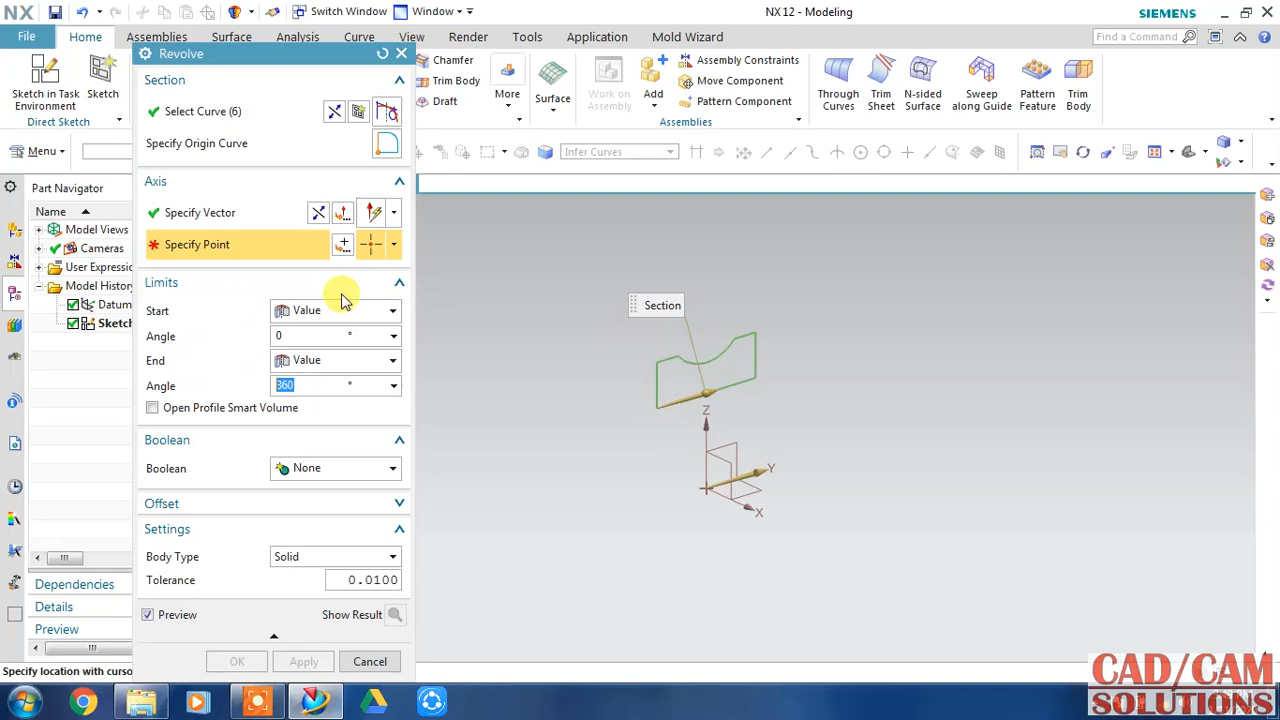 NX
Switch Window
Window
NX 12 - Modeling
SIEMENS
File
Home
Assemblies
Surface
Analysis
Curve
View
Render
Tools
Application
Mold Wizard
Find a Command
Sketch in Task
Environment
Sketch
Direct Sketch
Chamfer
Trim Body
Draft
More
Surface
Work on
Assembly
Add
Assembly Constraints
Move Component
Pattern Component
Assemblies
Through
Curves
Trim
Sheet
N-sided
Surface
Sweep
along Guide
Pattern
Feature
Trim
Body
Menu
Infer Curves
Part Navigator
Name
Model Views
Cameras
User Expressi
Model History
Datum
Sketch
Dependencies
Details
Preview
Specify location with curso
Revolve
Section
Select Curve (6)
Specify Origin Curve
Axis
Specify Vector
Specify Point
Limits
Start
Value
Angle
0
°
End
Value
Angle
360
°
Open Profile Smart Volume
Boolean
Boolean
None
Offset
Settings
Body Type
Solid
Tolerance
0.0100
Preview
Show Result
OK
Apply
Cancel
Section
Z
Y
X
CAD/CAM
SOLUTIONS